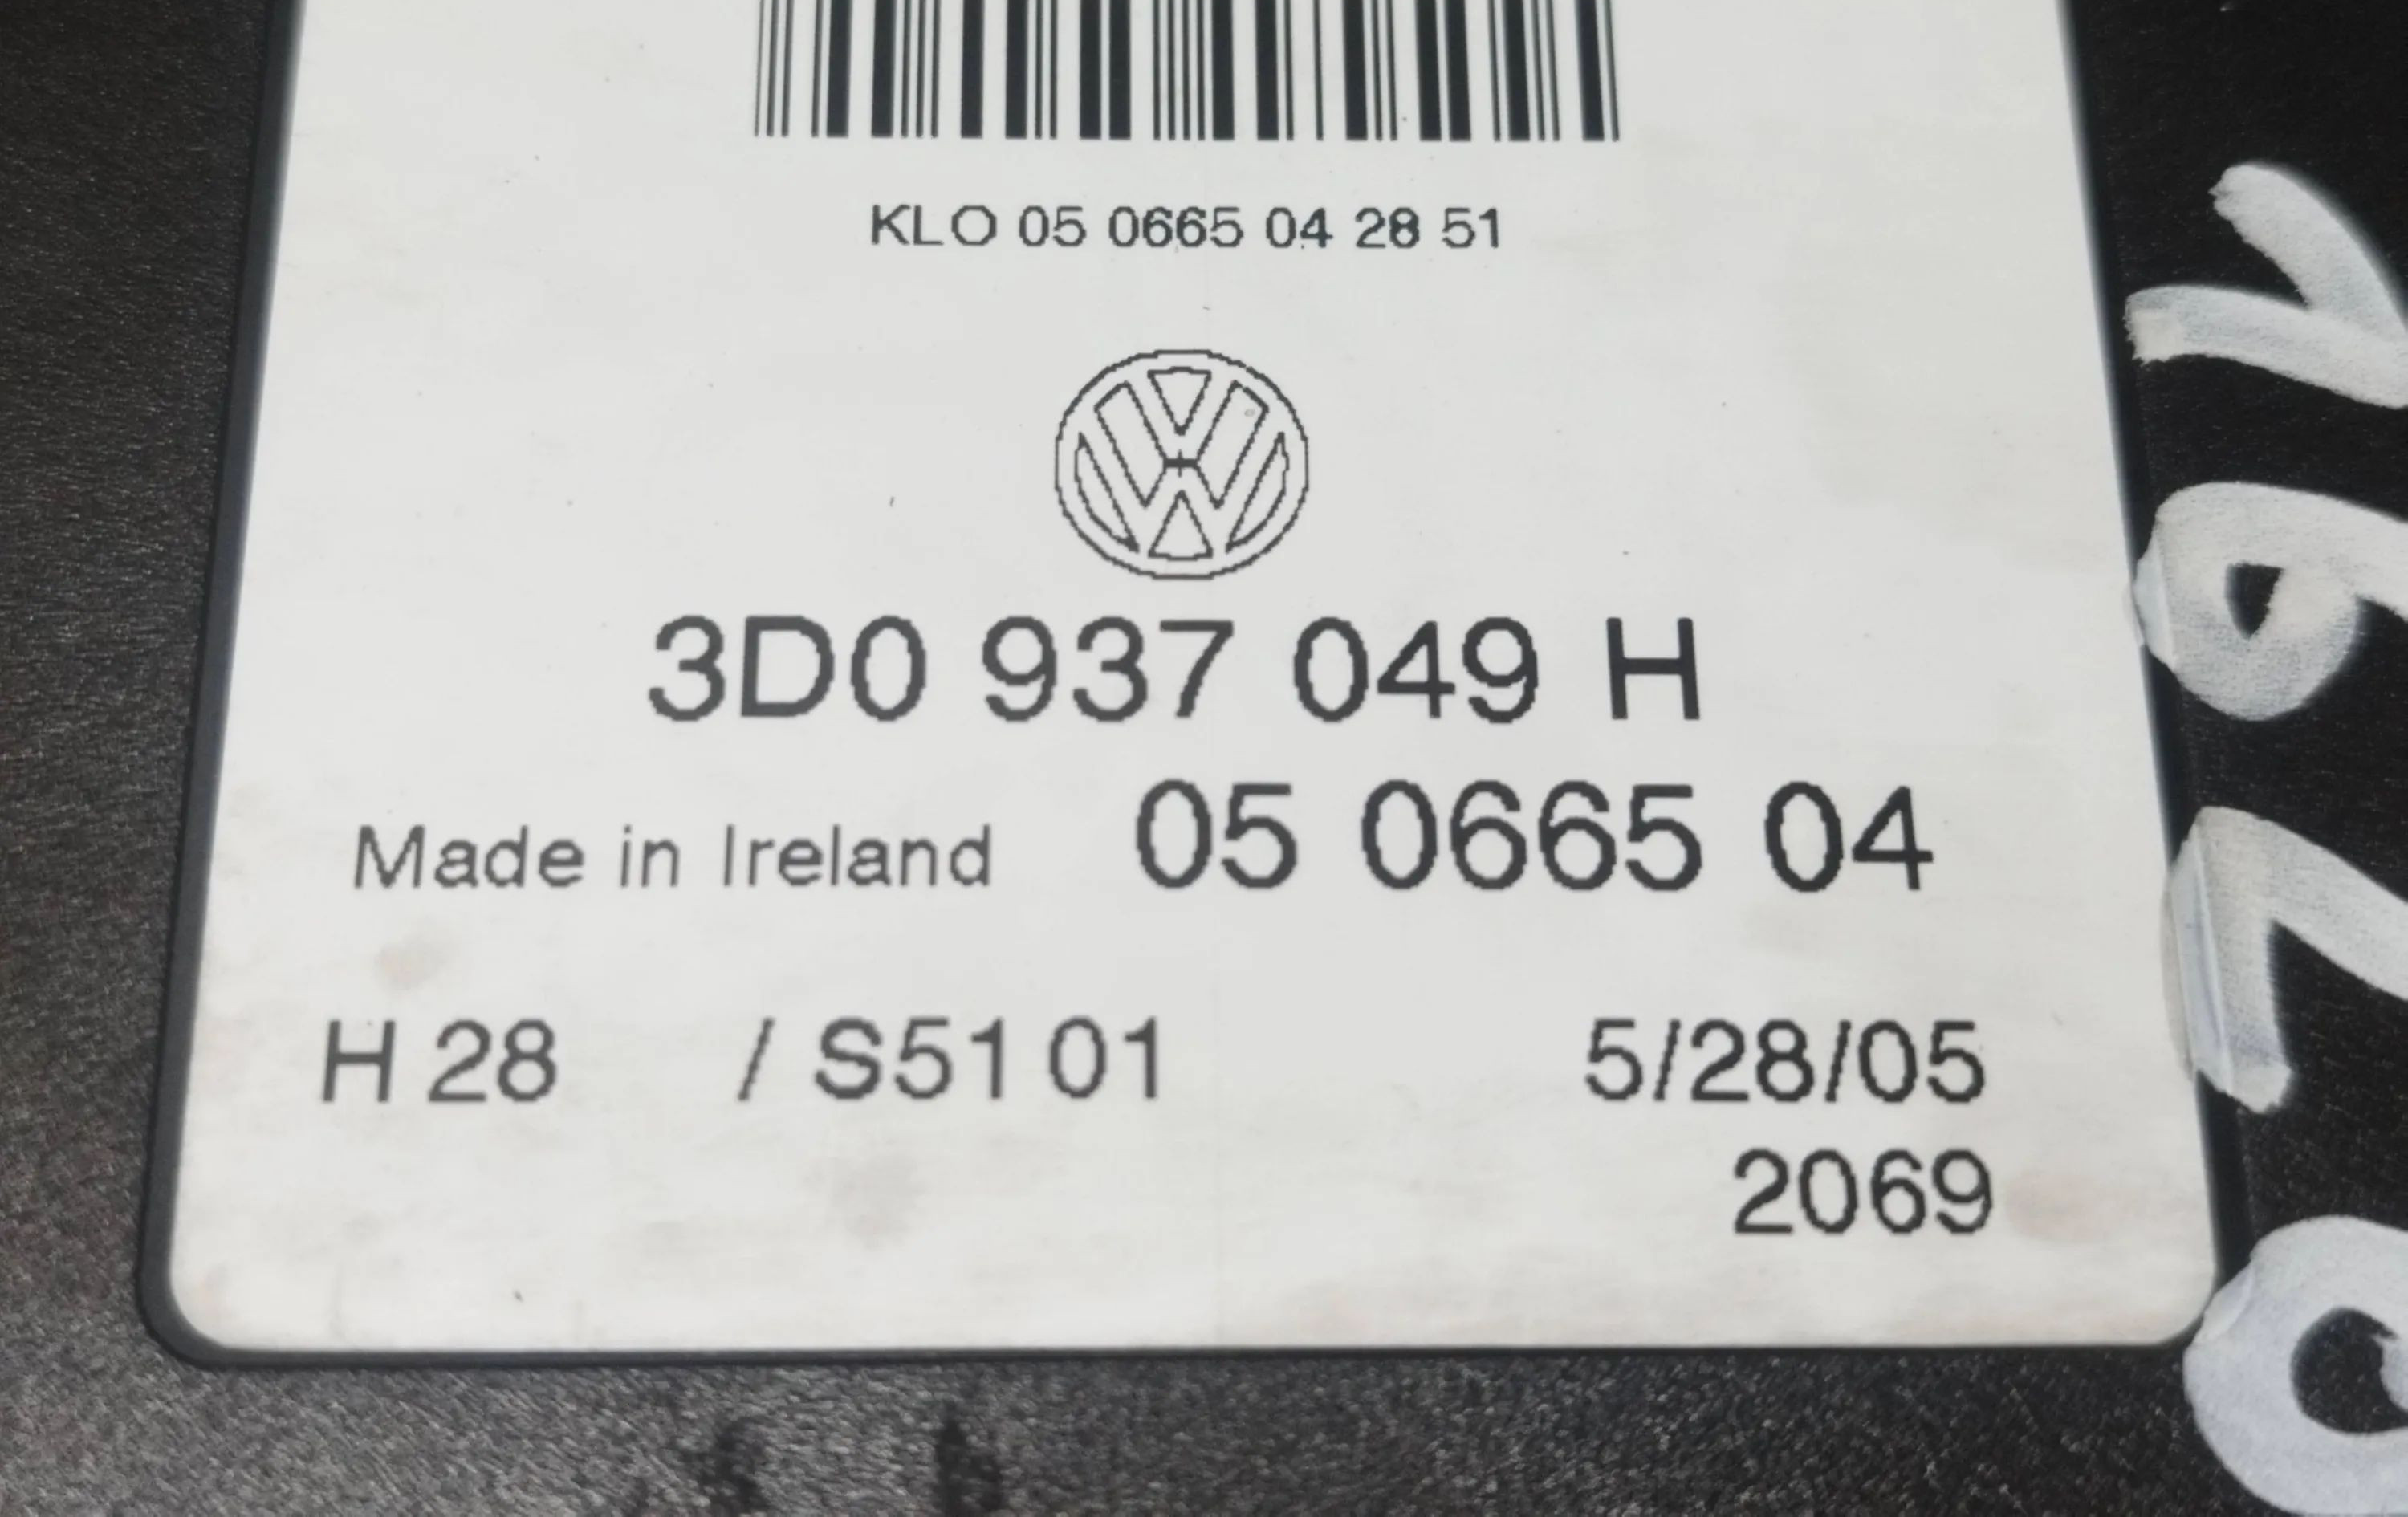 KLO 05 0665 04 28 51
3D0 937 049 H
Made in Ireland 05 0665 04
H 28 / S51 01 5/28/05
2069